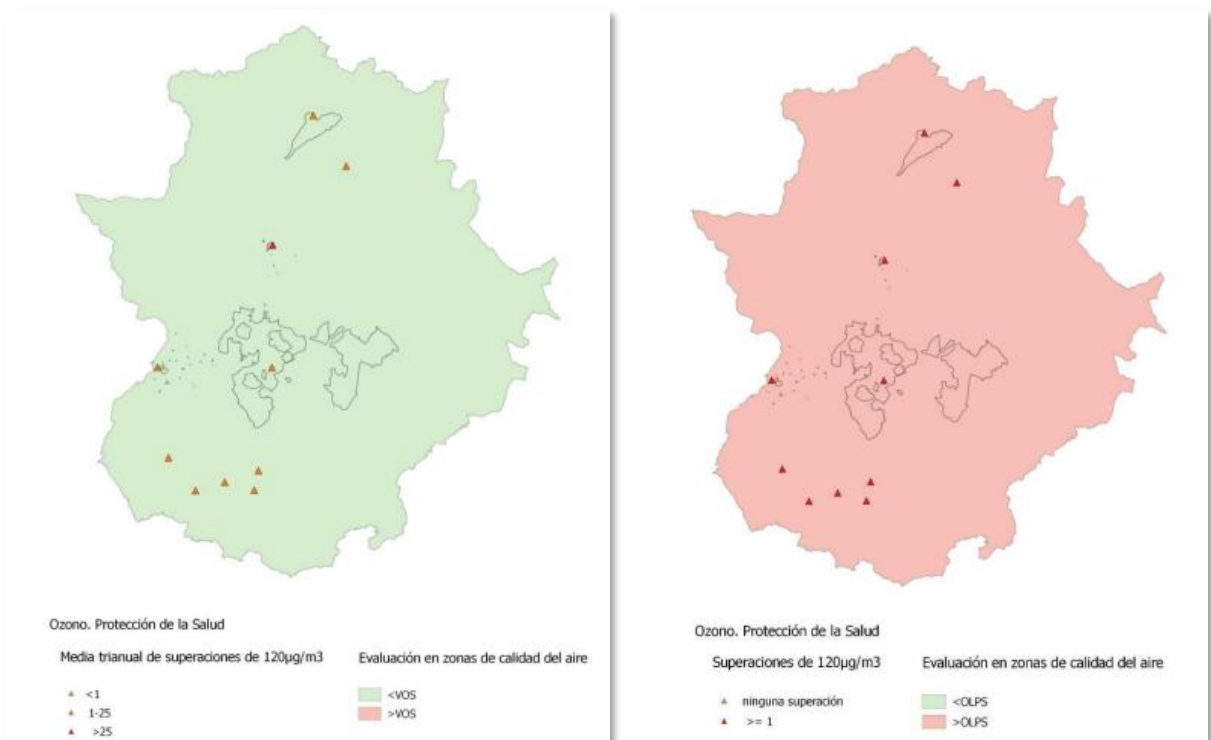 Ozono. Protección de la Salud
Media trianual de superaciones de 120µg/m3
Evaluación en zonas de calidad del aire
<1
1-25
>25
<VOS
>VOS
Ozono. Protección de la Salud
Superaciones de 120µg/m3
Evaluación en zonas de calidad del aire
ninguna superación
>= 1
<OLPS
>OLPS